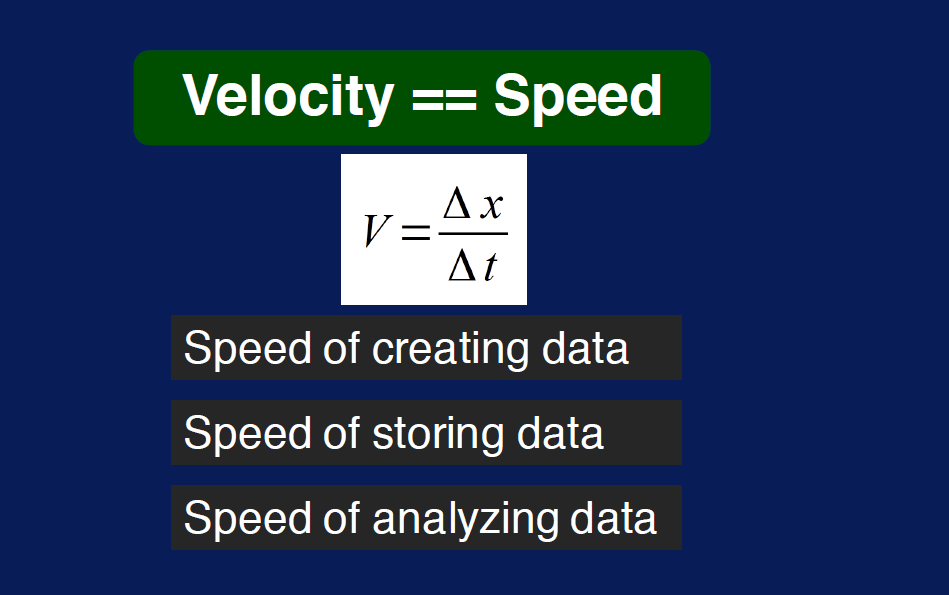 Velocity == Speed
V = Δx / Δt
Speed of creating data
Speed of storing data
Speed of analyzing data